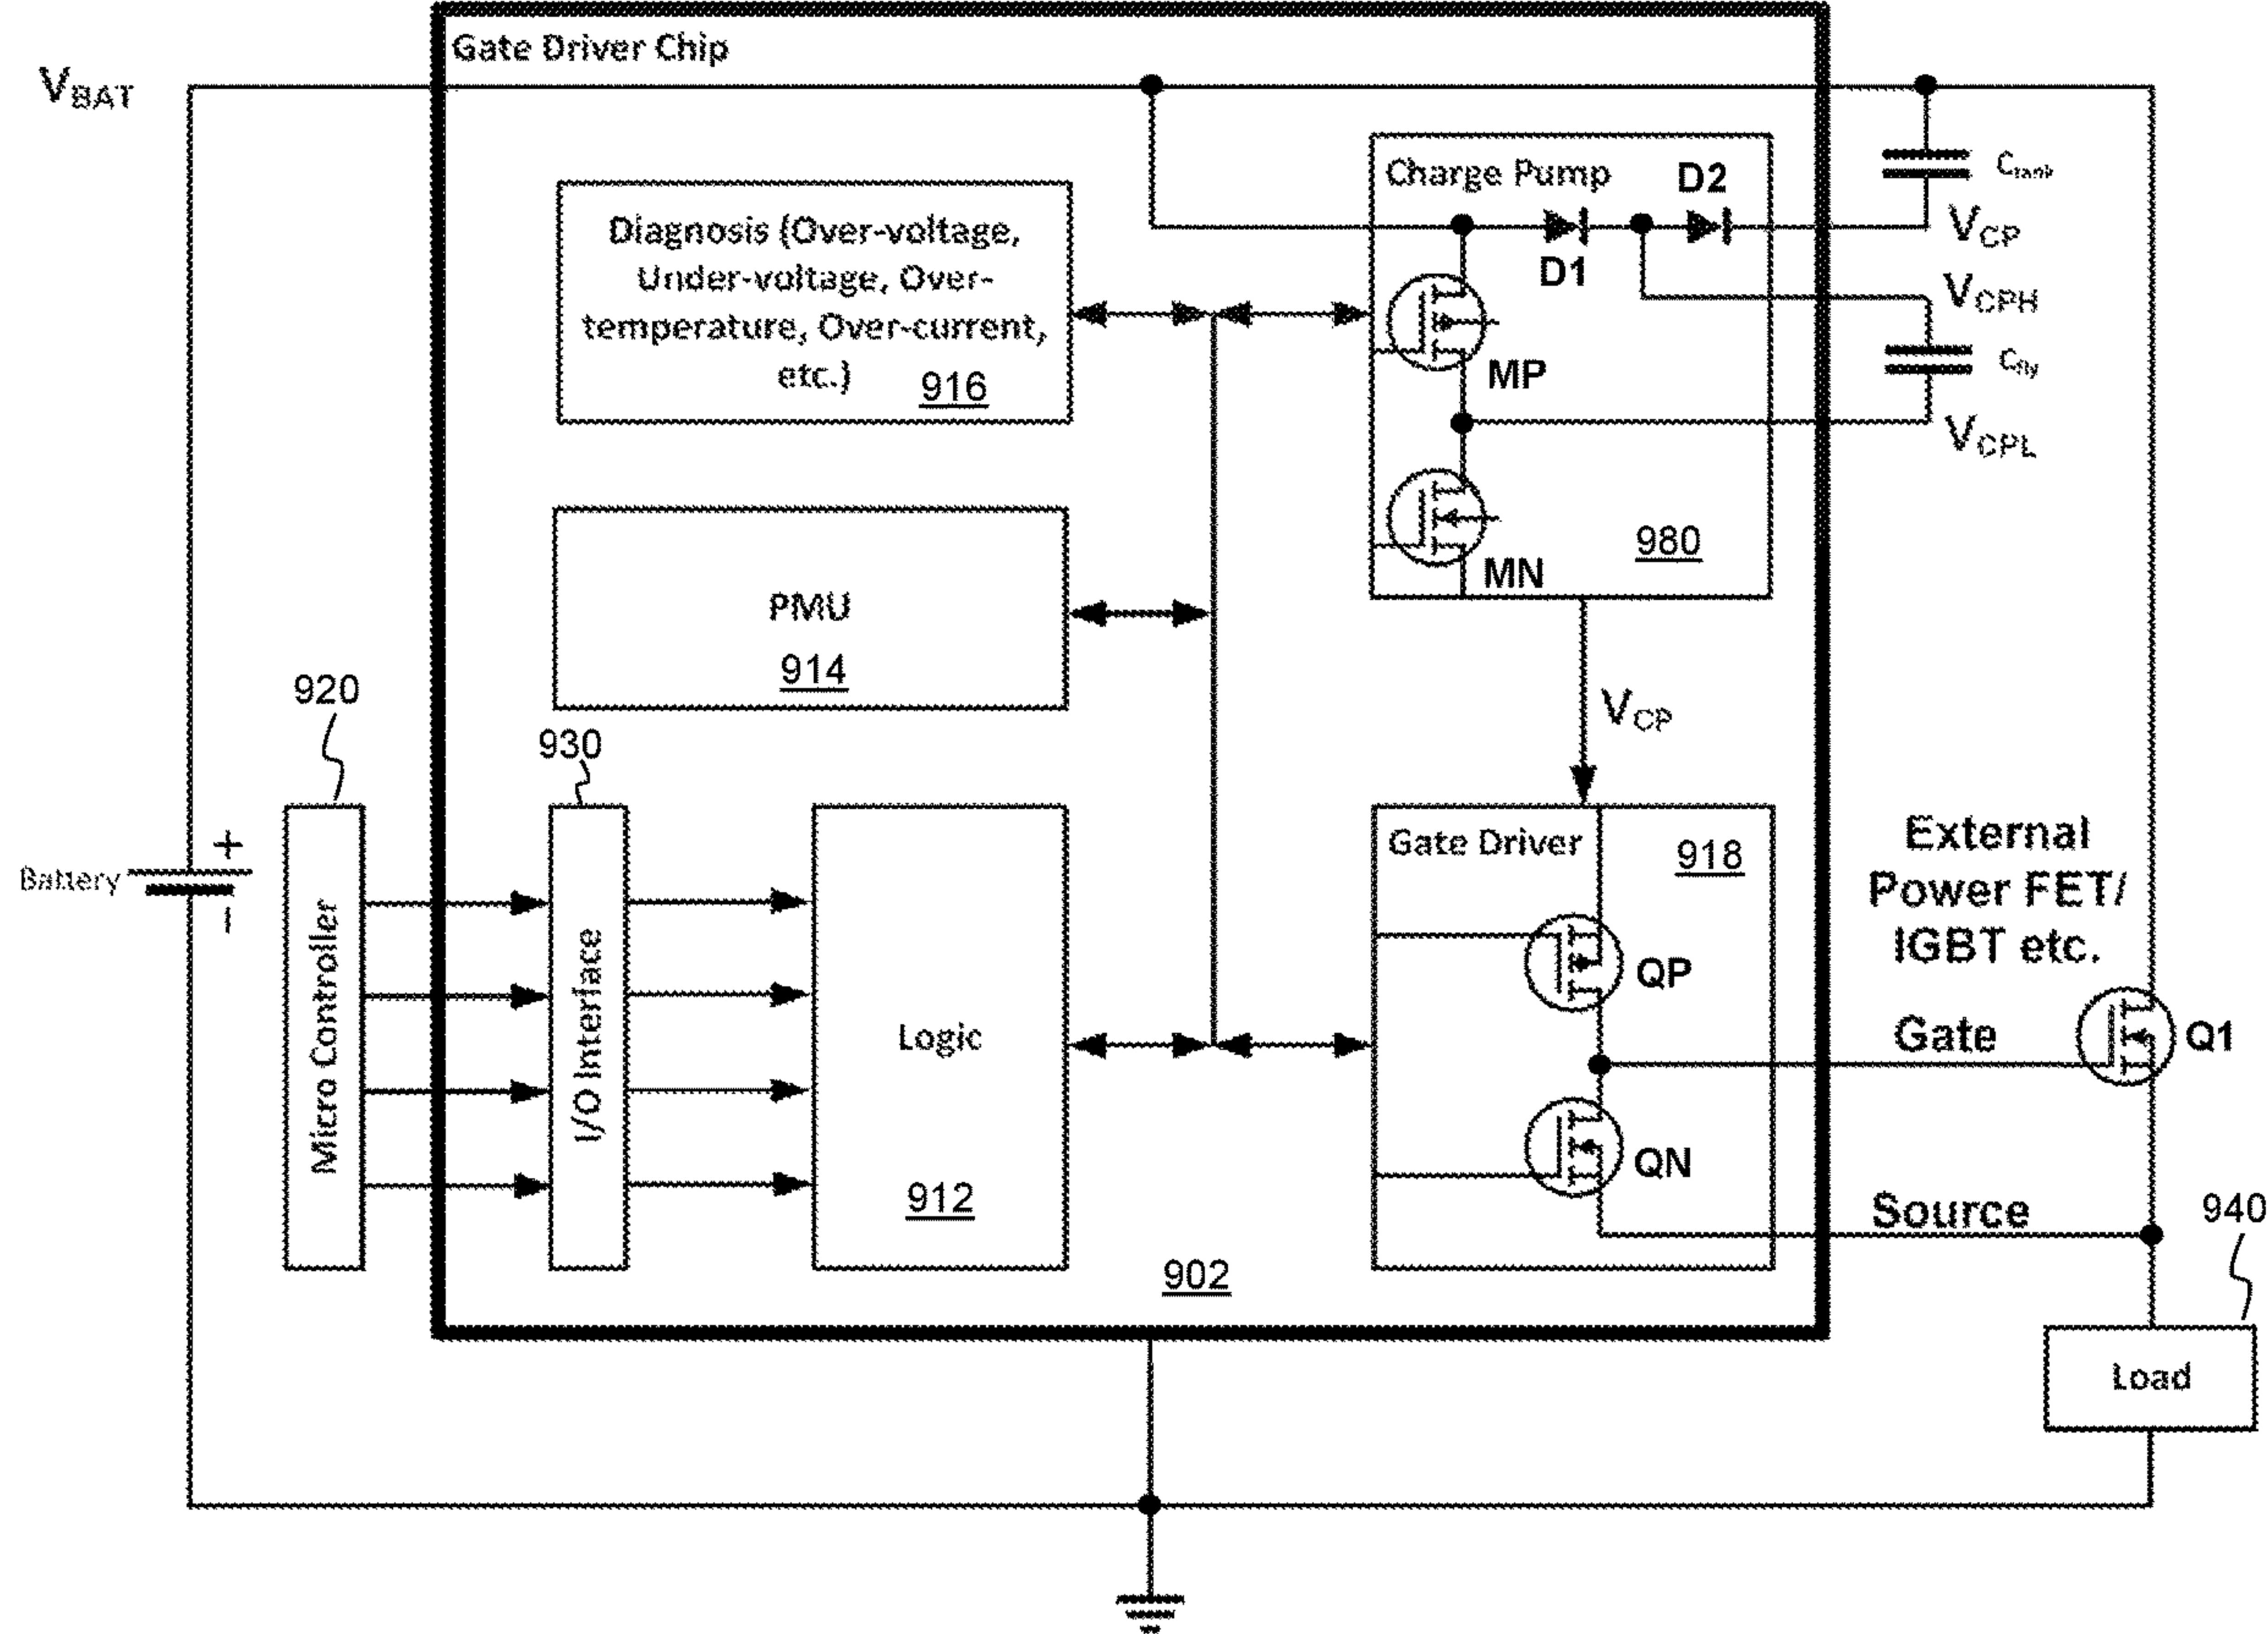 Gate Driver Chip
VBAT
Charge Pump
D2
D1
Ctank
VCP
VCPH
Cfly
VCPL
MP
MN
980
Diagnosis (Over-voltage,
Under-voltage, Over-
temperature, Over-current,
etc.)
916
PMU
914
VCP
920
930
Battery
+
−
Micro Controller
I/O Interface
Logic
912
Gate Driver
918
QP
QN
External
Power FET/
IGBT etc.
Gate
Q1
Source
940
902
Load